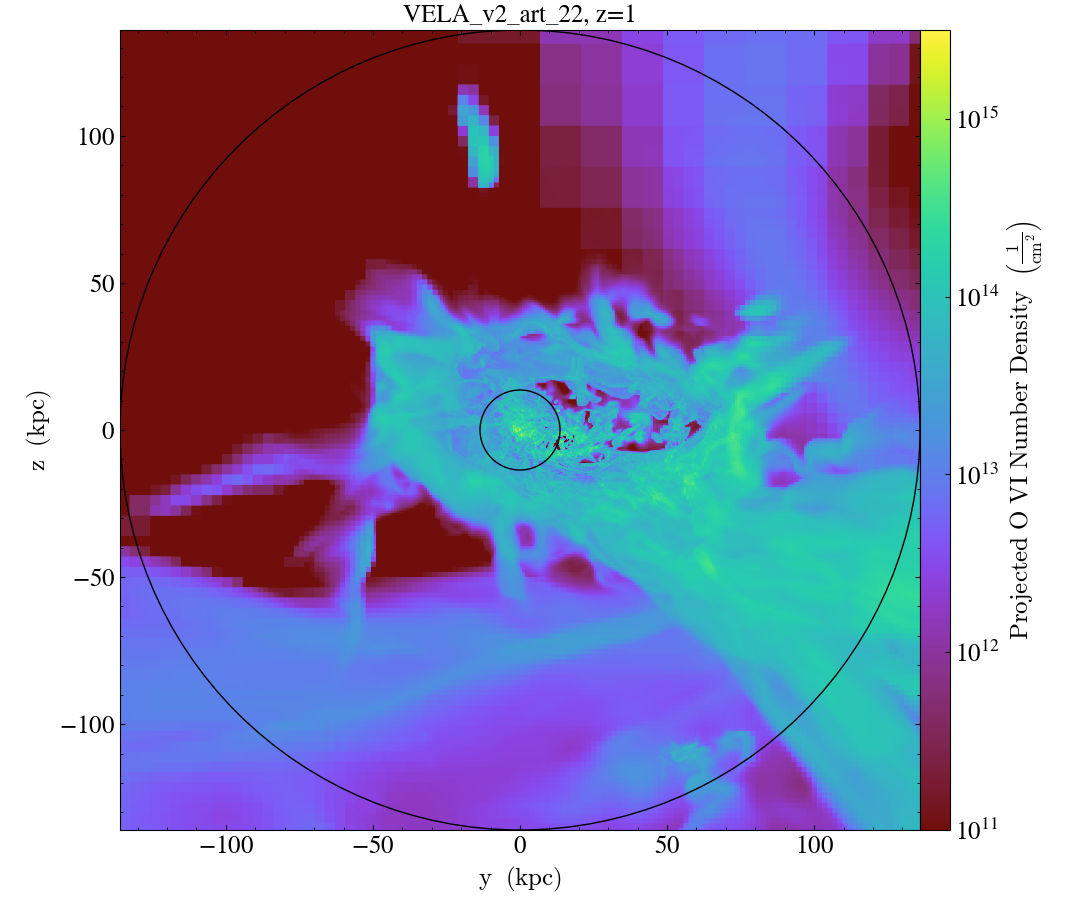 VELA_v2_art_22, z=1
100
50
0
−50
−100
z (kpc)
−100 −50 0 50 100
y (kpc)
10^15
10^14
10^13
10^12
10^11
Projected O VI Number Density (1/cm^2)